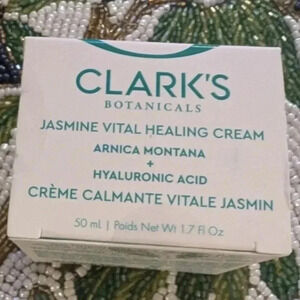 CLARK'S
BOTANICALS
JASMINE VITAL HEALING CREAM
ARNICA MONTANA
+
HYALURONIC ACID
CRÈME CALMANTE VITALE JASMIN
50 ml | Poids Net Wt 1.7 Fl Oz